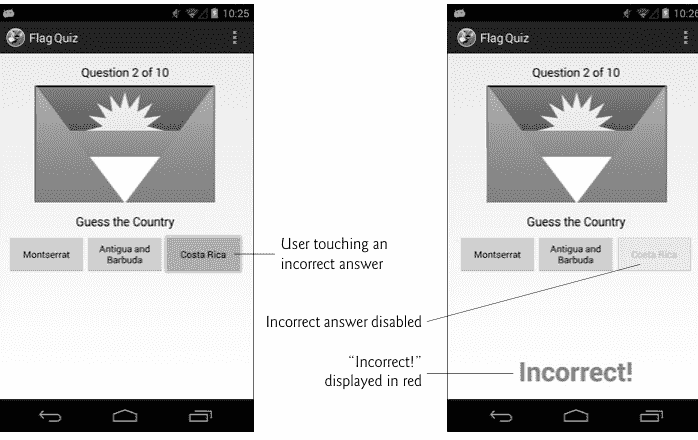 10:25
Flag Quiz
Question 2 of 10
Guess the Country
Montserrat
Antigua and
Barbuda
Costa Rica
User touching an
incorrect answer
10:26
Flag Quiz
Question 2 of 10
Guess the Country
Montserrat
Antigua and
Barbuda
Costa Rica
Incorrect answer disabled
“Incorrect!”
displayed in red
Incorrect!